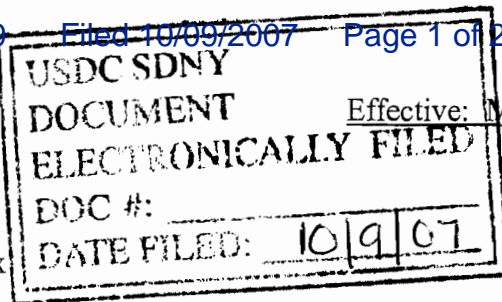 Filed 10/09/2007 Page 1 of 2
USDC SDNY
DOCUMENT Effective:
ELECTRONICALLY FILED
DOC #:
DATE FILED: 10/9/07